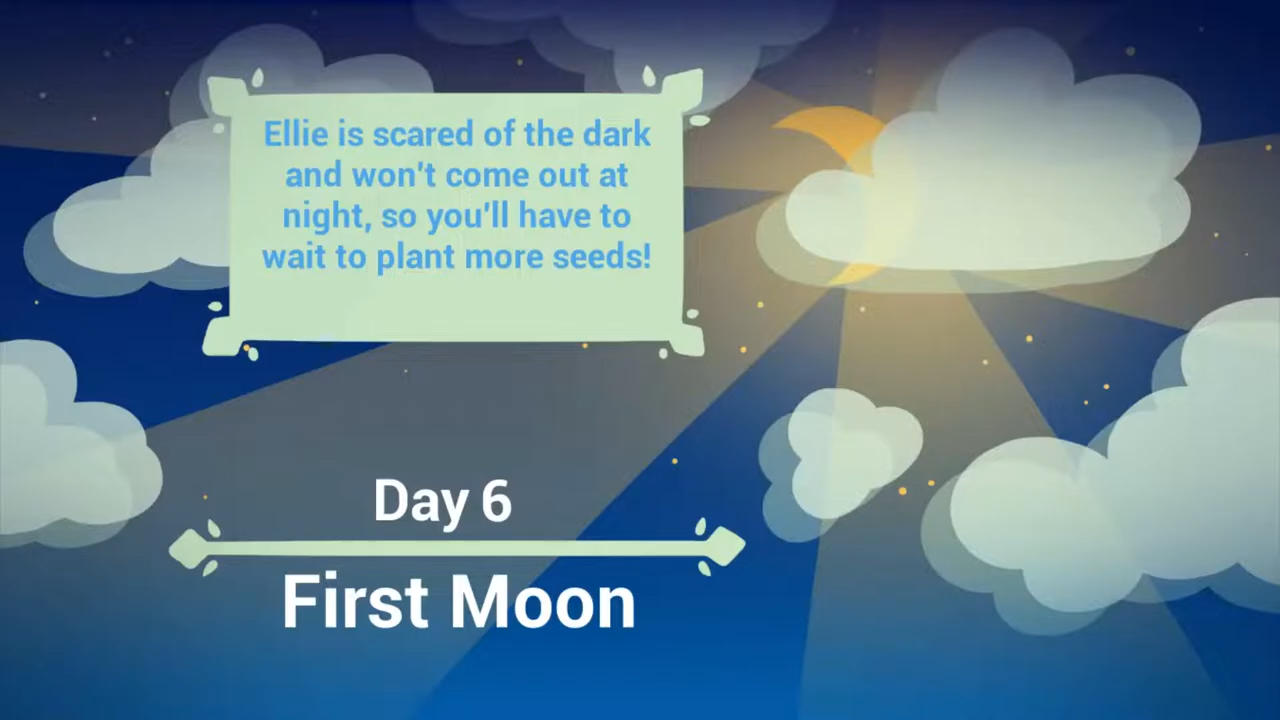 Ellie is scared of the dark
and won't come out at
night, so you'll have to
wait to plant more seeds!
Day 6
First Moon